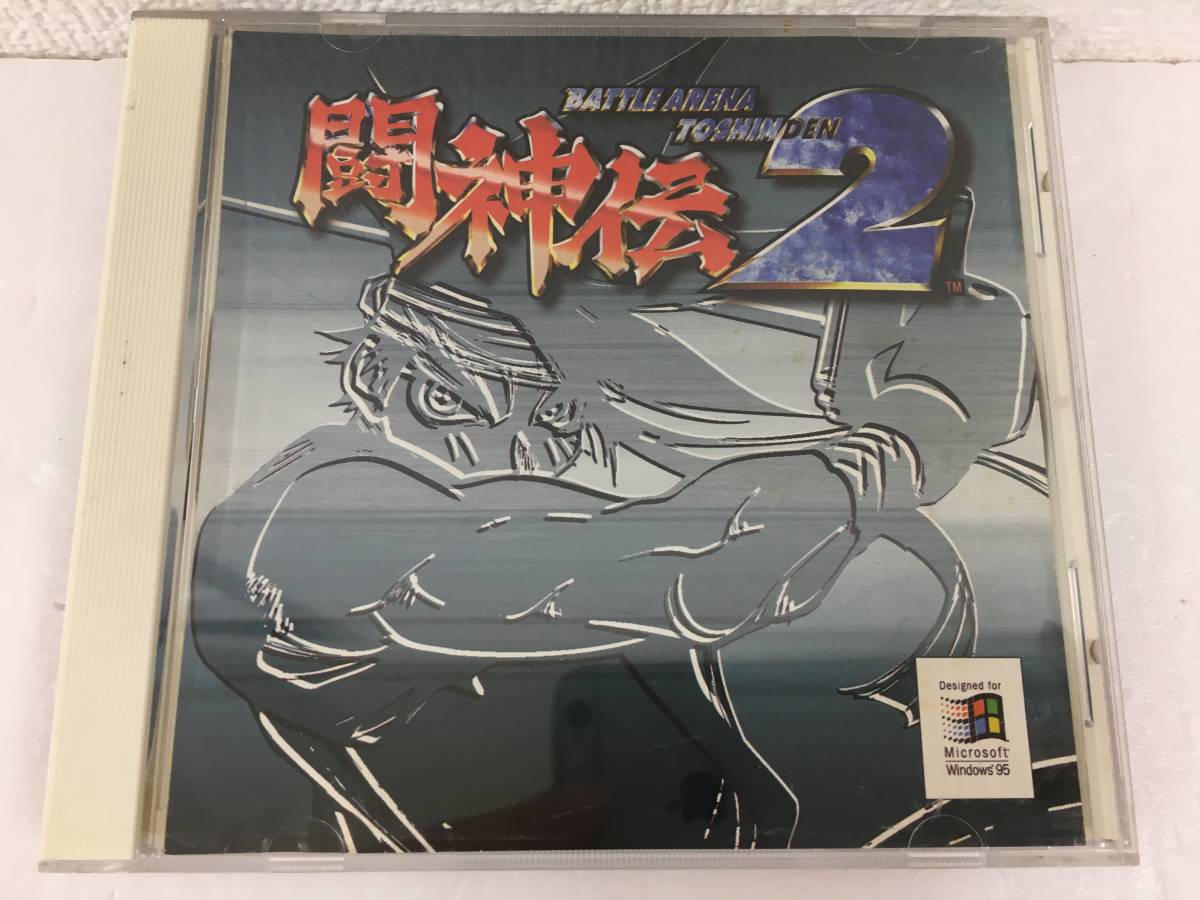 BATTLE ARENA
TOSHINDEN
闘神伝2
TM
Designed for
Microsoft
Windows'95